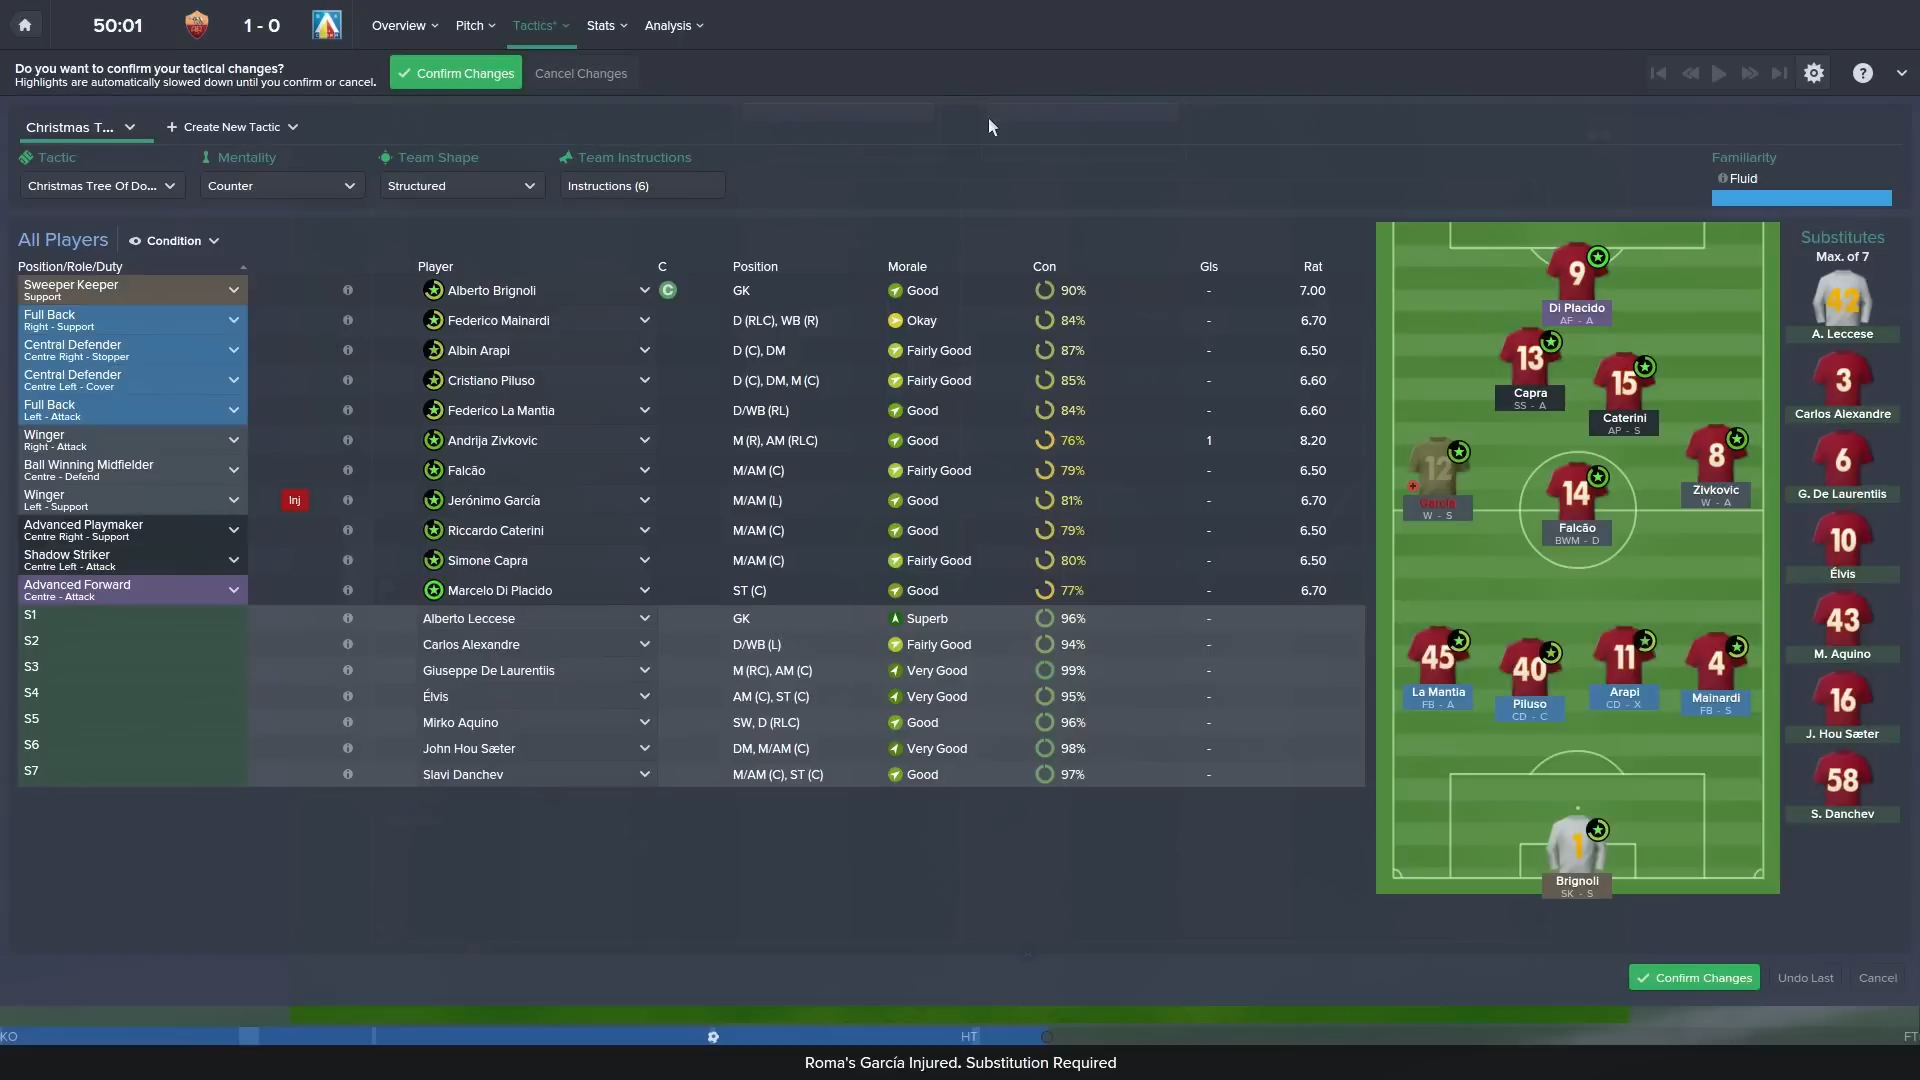 50:01 1 - 0 Overview Pitch Tactics* Stats Analysis
Do you want to confirm your tactical changes?
Highlights are automatically slowed down until you confirm or cancel.
Confirm Changes Cancel Changes
Christmas T... Create New Tactic
Tactic Mentality Team Shape Team Instructions Familiarity
Christmas Tree Of Do... Counter Structured Instructions (6) Fluid
All Players Condition
Position/Role/Duty Player C Position Morale Con Gls Rat
Sweeper Keeper
Support
Alberto Brignoli C GK Good 90% - 7.00
Full Back
Right - Support
Federico Mainardi D (RLC), WB (R) Okay 84% - 6.70
Central Defender
Centre Right - Stopper
Albin Arapi D (C), DM Fairly Good 87% - 6.50
Central Defender
Centre Left - Cover
Cristiano Piluso D (C), DM, M (C) Fairly Good 85% - 6.60
Full Back
Left - Attack
Federico La Mantia D/WB (RL) Good 84% - 6.60
Winger
Right - Attack
Andrija Zivkovic M (R), AM (RLC) Good 76% 1 8.20
Ball Winning Midfielder
Centre - Defend
Falcão M/AM (C) Fairly Good 79% - 6.50
Winger
Left - Support
Inj Jerónimo García M/AM (L) Good 81% - 6.70
Advanced Playmaker
Centre Right - Support
Riccardo Caterini M/AM (C) Good 79% - 6.50
Shadow Striker
Centre Left - Attack
Simone Capra M/AM (C) Fairly Good 80% - 6.50
Advanced Forward
Centre - Attack
Marcelo Di Placido ST (C) Good 77% - 6.70
S1 Alberto Leccese GK Superb 96% -
S2 Carlos Alexandre D/WB (L) Fairly Good 94% -
S3 Giuseppe De Laurentiis M (RC), AM (C) Very Good 99% -
S4 Élvis AM (C), ST (C) Very Good 95% -
S5 Mirko Aquino SW, D (RLC) Good 96% -
S6 John Hou Sæter DM, M/AM (C) Very Good 98% -
S7 Slavi Danchev M/AM (C), ST (C) Good 97% -
9
Di Placido
AF - A
13
Capra
SS - A
15
Caterini
AP - S
12
García
W - S
14
Falcão
BWM - D
8
Zivkovic
W - A
45
La Mantia
FB - A
40
Piluso
CD - C
11
Arapi
CD - X
4
Mainardi
FB - S
1
Brignoli
SK - S
Substitutes
Max. of 7
42
A. Leccese
3
Carlos Alexandre
6
G. De Laurentiis
10
Élvis
43
M. Aquino
16
J. Hou Sæter
58
S. Danchev
Confirm Changes Undo Last Cancel
KO HT FT
Roma's García Injured. Substitution Required